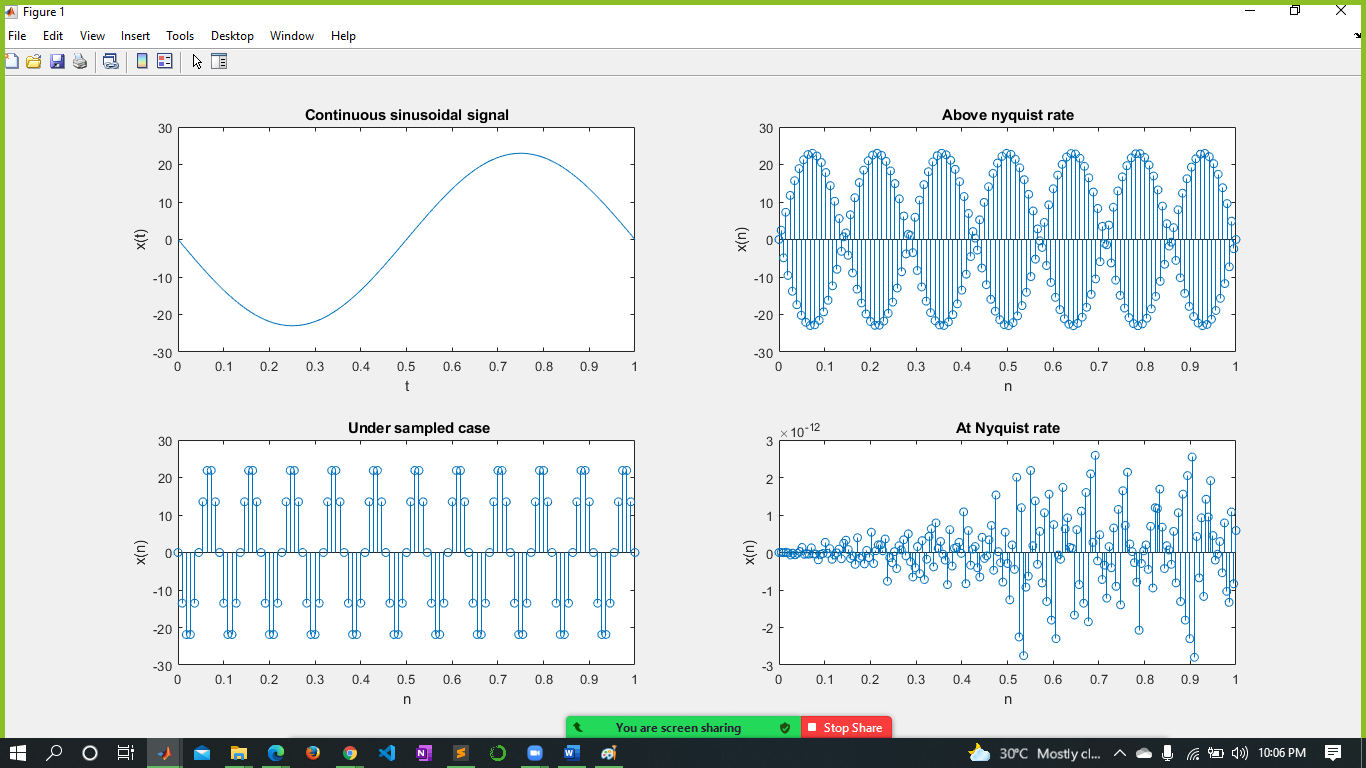 Figure 1
File Edit View Insert Tools Desktop Window Help
Continuous sinusoidal signal
30
20
10
0
-10
-20
-30
x(t)
0 0.1 0.2 0.3 0.4 0.5 0.6 0.7 0.8 0.9 1
t
Above nyquist rate
30
20
10
0
-10
-20
-30
x(n)
0 0.1 0.2 0.3 0.4 0.5 0.6 0.7 0.8 0.9 1
n
Under sampled case
30
20
10
0
-10
-20
-30
x(n)
0 0.1 0.2 0.3 0.4 0.5 0.6 0.7 0.8 0.9 1
n
At Nyquist rate
×10-12
3
2
1
0
-1
-2
-3
x(n)
0 0.1 0.2 0.3 0.4 0.5 0.6 0.7 0.8 0.9 1
n
You are screen sharing Stop Share
30°C Mostly cl... 10:06 PM